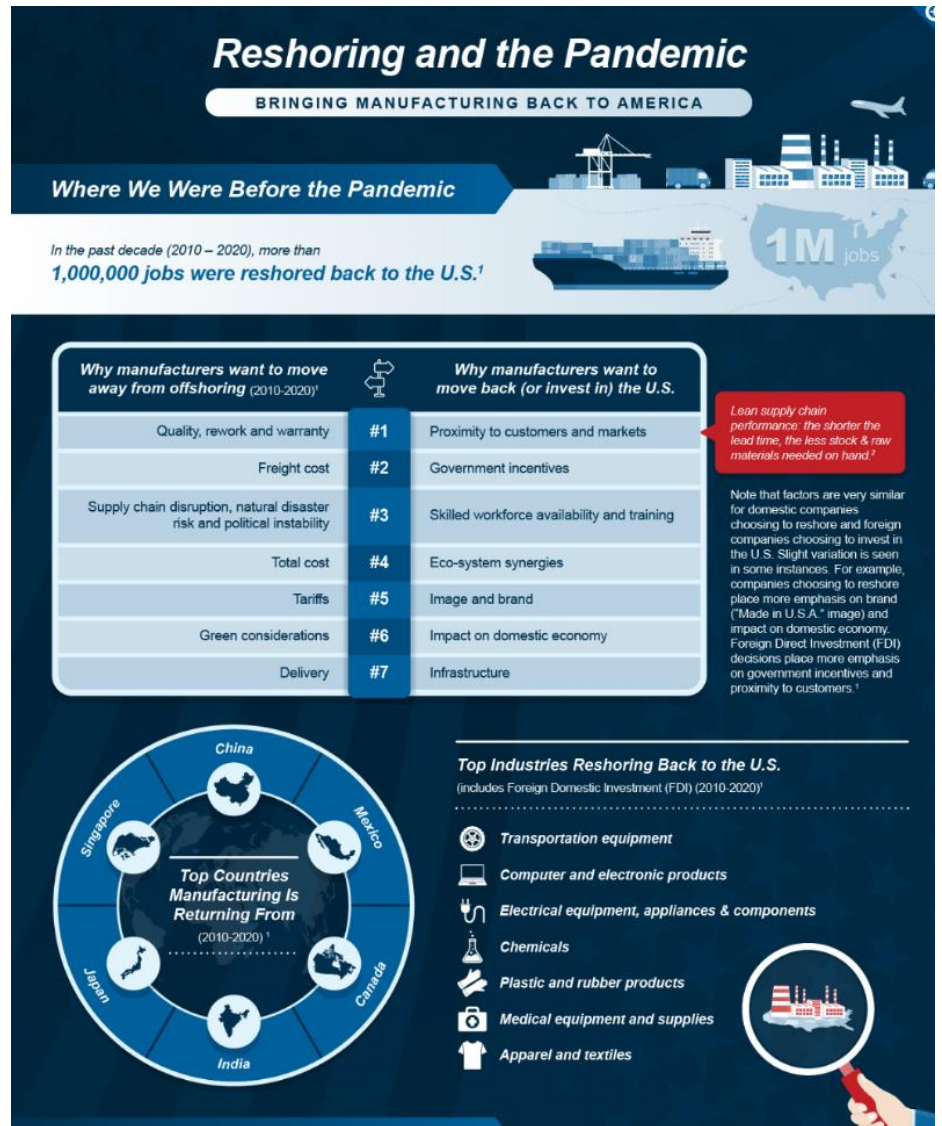 Reshoring and the Pandemic
BRINGING MANUFACTURING BACK TO AMERICA
Where We Were Before the Pandemic
In the past decade (2010 – 2020), more than
1,000,000 jobs were reshored back to the U.S.¹
1M jobs
Why manufacturers want to move
away from offshoring (2010-2020)¹
Why manufacturers want to
move back (or invest in) the U.S.
Quality, rework and warranty #1 Proximity to customers and markets
Freight cost #2 Government incentives
Supply chain disruption, natural disaster
risk and political instability
#3 Skilled workforce availability and training
Total cost #4 Eco-system synergies
Tariffs #5 Image and brand
Green considerations #6 Impact on domestic economy
Delivery #7 Infrastructure
Lean supply chain
performance: the shorter the
lead time, the less stock & raw
materials needed on hand.²
Note that factors are very similar
for domestic companies
choosing to reshore and foreign
companies choosing to invest in
the U.S. Slight variation is seen
in some instances. For example,
companies choosing to reshore
place more emphasis on brand
("Made in U.S.A." image) and
impact on domestic economy.
Foreign Direct Investment (FDI)
decisions place more emphasis
on government incentives and
proximity to customers.¹
China
Mexico
Canada
India
Japan
Singapore
Top Countries
Manufacturing Is
Returning From
(2010-2020) ¹
Top Industries Reshoring Back to the U.S.
(includes Foreign Domestic Investment (FDI) (2010-2020)¹
Transportation equipment
Computer and electronic products
Electrical equipment, appliances & components
Chemicals
Plastic and rubber products
Medical equipment and supplies
Apparel and textiles